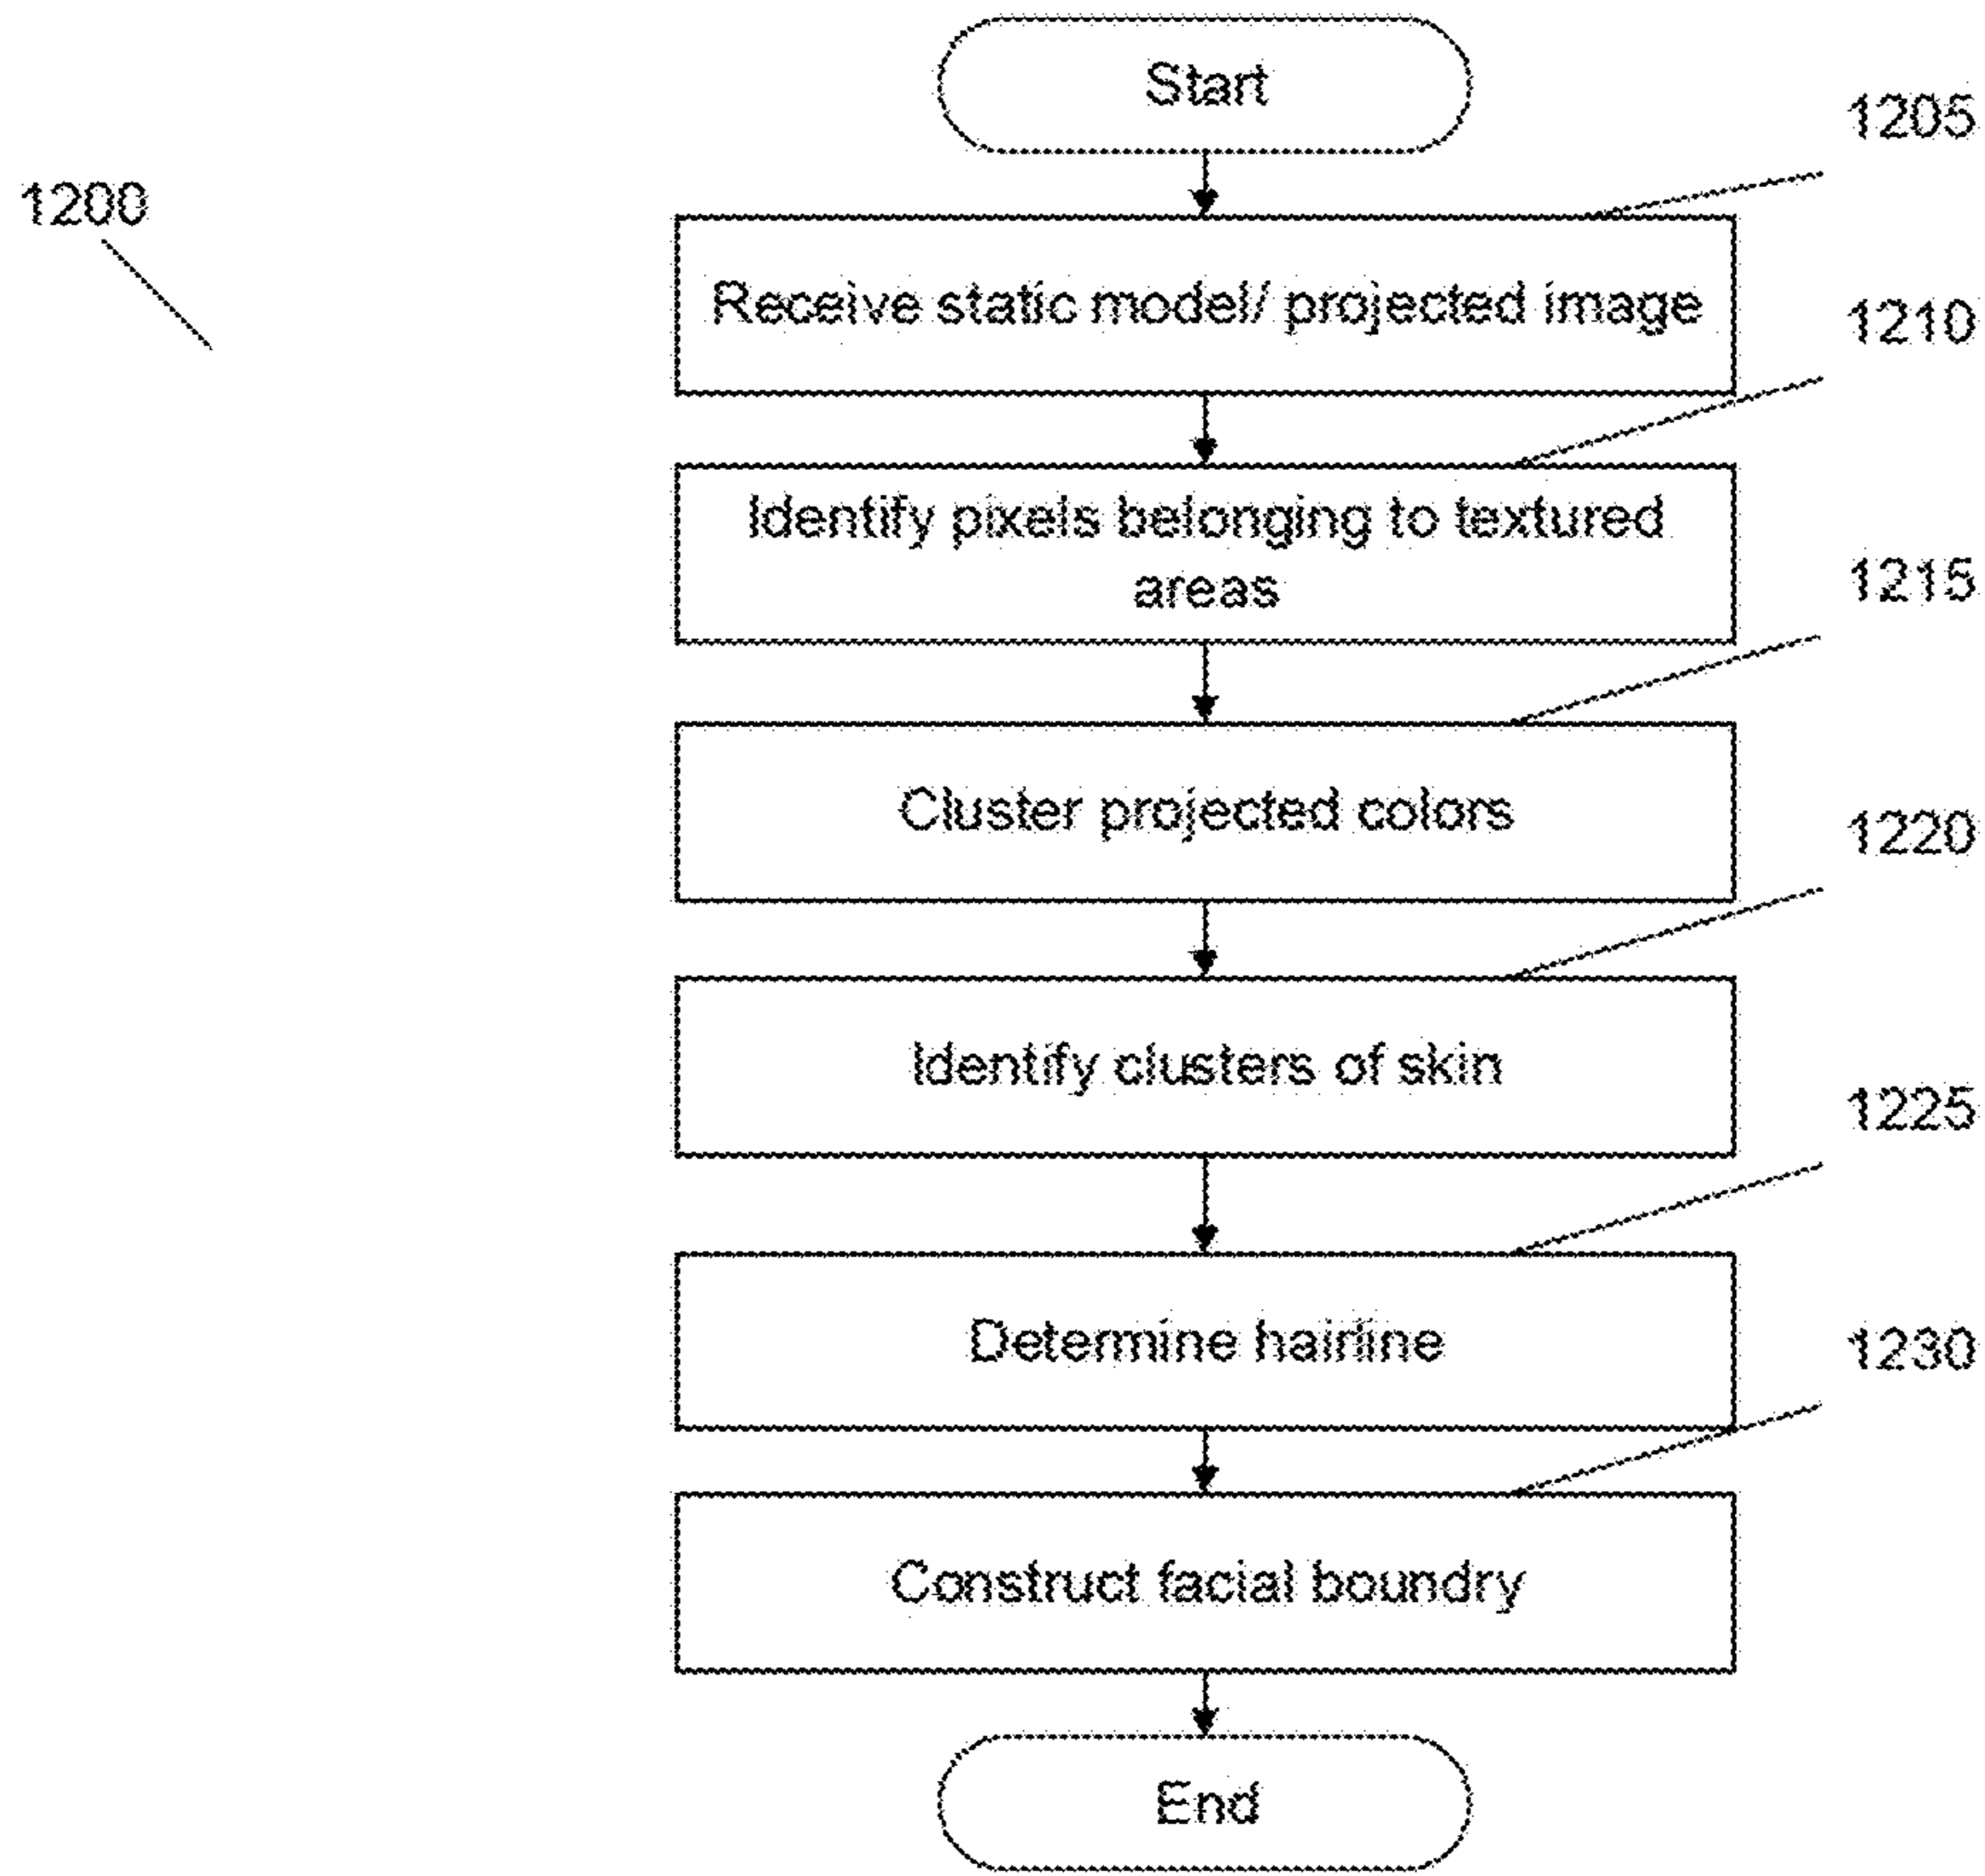 Start
1205
1200
Receive static model/ projected image
1210
Identify pixels belonging to textured
areas
1215
Cluster projected colors
1220
Identify clusters of skin
1225
Determine hairline
1230
Construct facial boundry
End